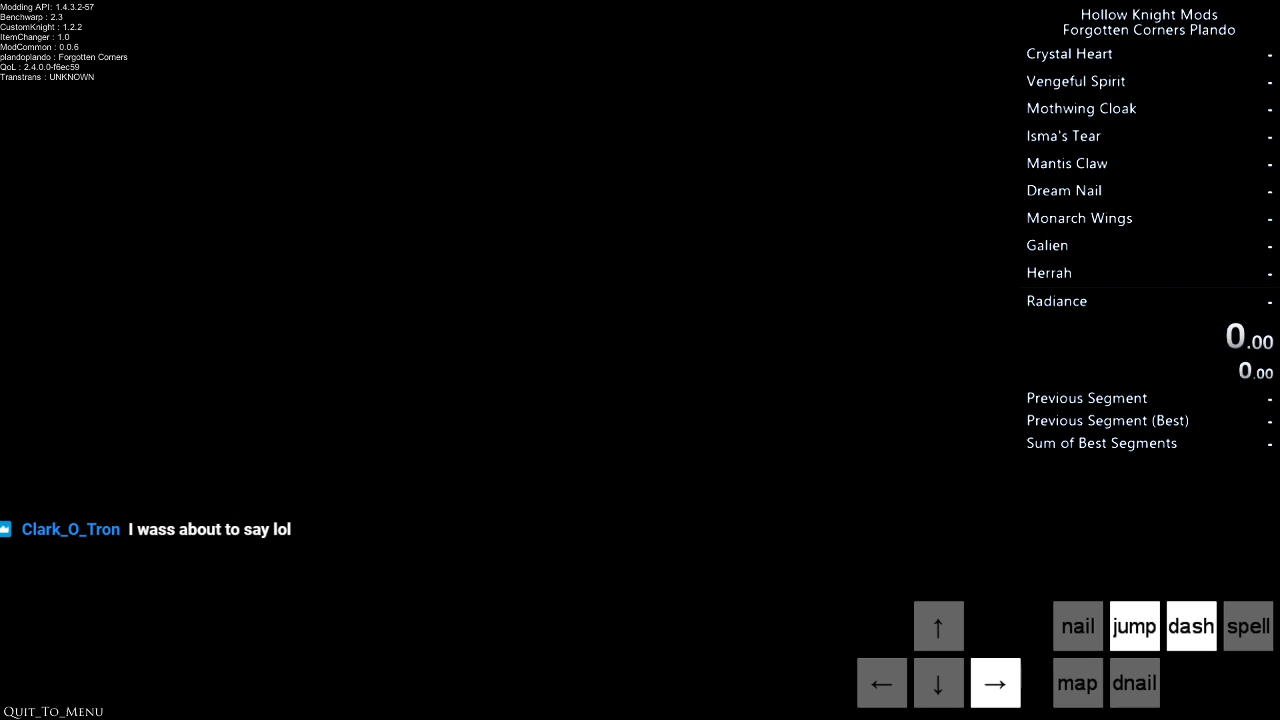 Modding API: 1.4.3.2-57
Benchwarp : 2.3
CustomKnight : 1.2.2
ItemChanger : 1.0
ModCommon : 0.0.6
plandoplando : Forgotten Corners
QoL : 2.4.0.0-f6ec59
Transtrans : UNKNOWN
Hollow Knight Mods
Forgotten Corners Plando
Crystal Heart -
Vengeful Spirit -
Mothwing Cloak -
Isma's Tear -
Mantis Claw -
Dream Nail -
Monarch Wings -
Galien -
Herrah -
Radiance -
0.00
0.00
Previous Segment -
Previous Segment (Best) -
Sum of Best Segments -
Clark_O_Tron I wass about to say lol
↑ nail jump dash spell
← ↓ → map dnail
Quit_To_Menu